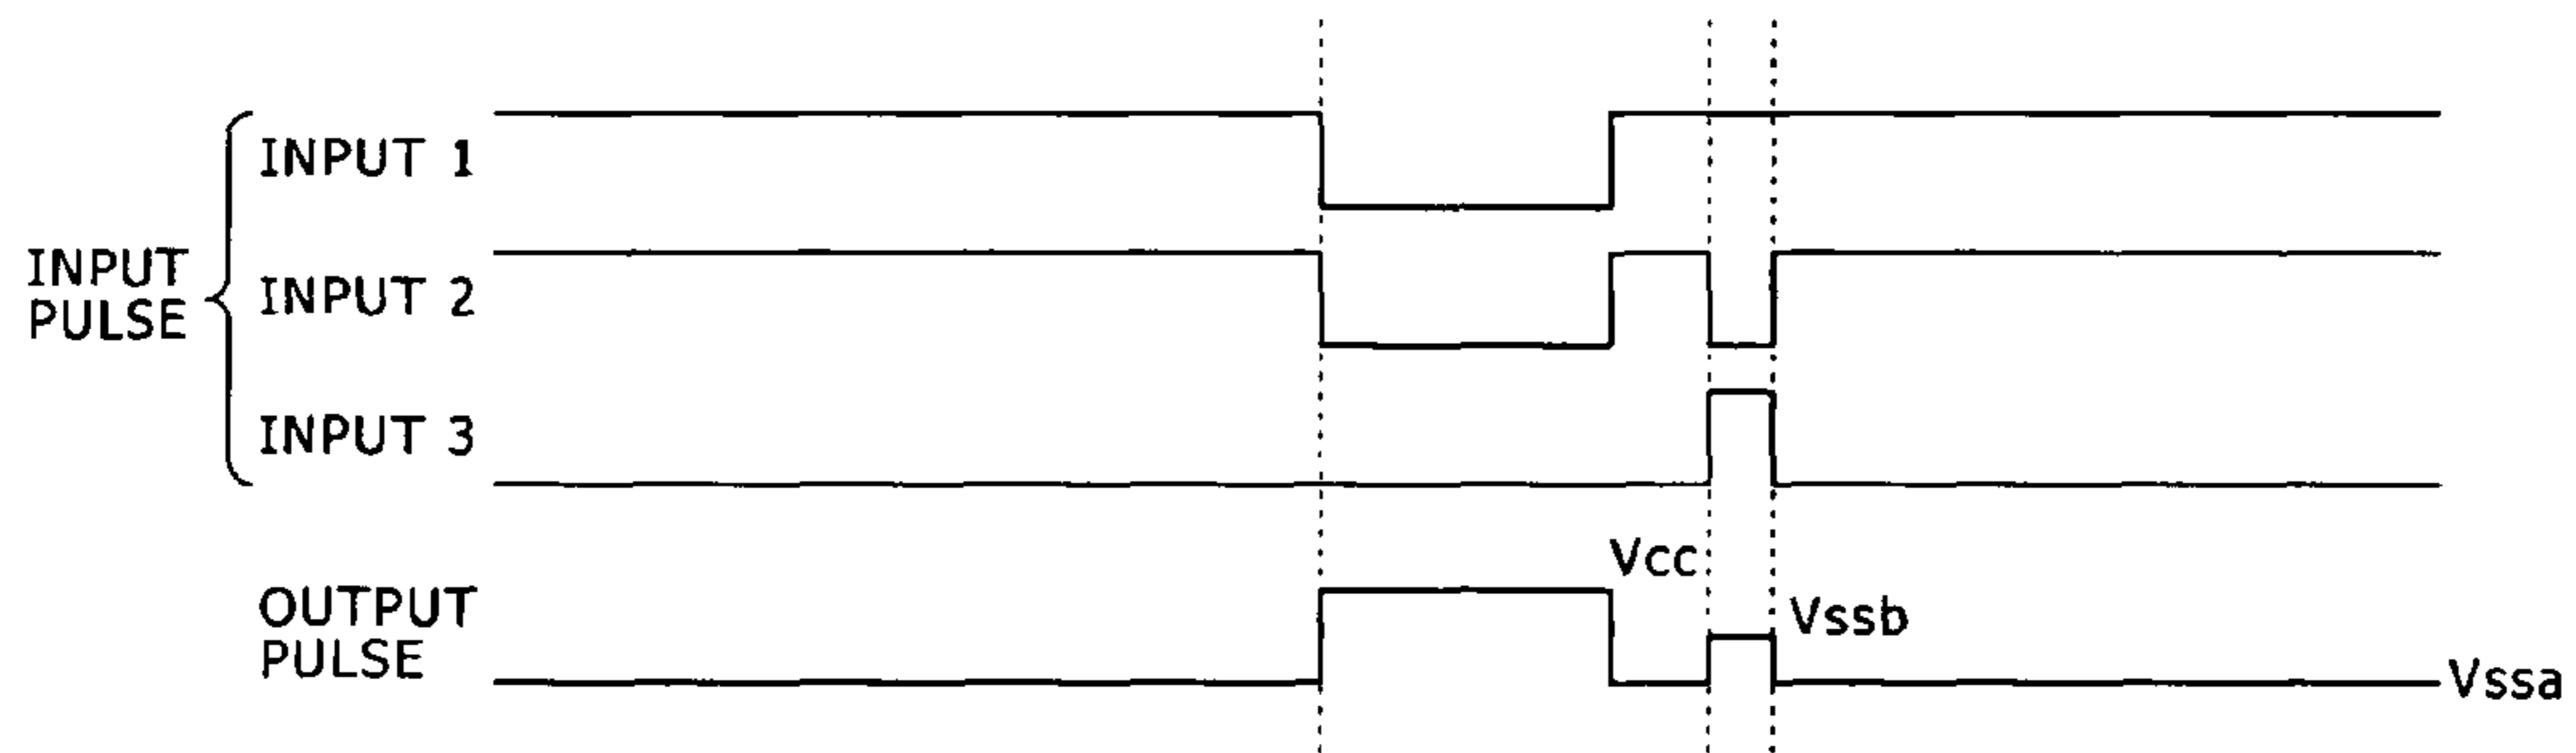 INPUT
PULSE
INPUT 1
INPUT 2
INPUT 3
OUTPUT
PULSE
Vcc
Vssb
Vssa